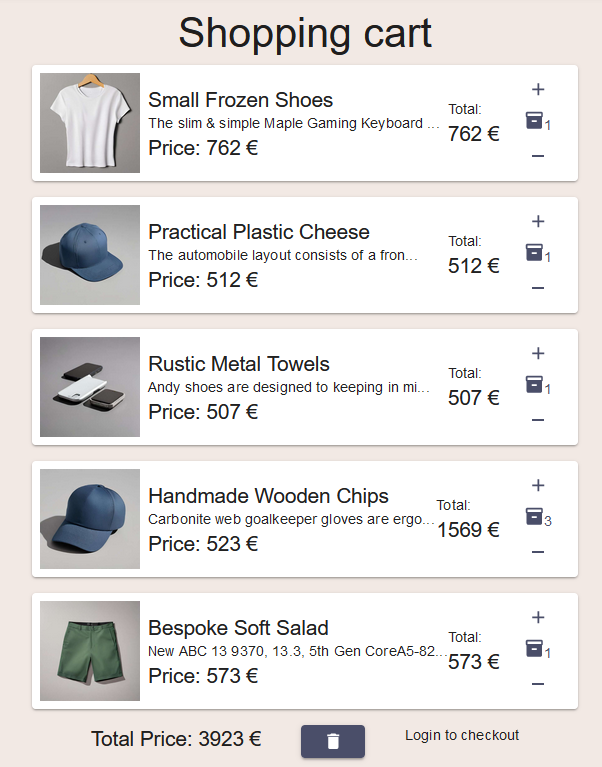 Shopping cart
Small Frozen Shoes
The slim & simple Maple Gaming Keyboard ...
Price: 762 €
Total:
762 €
1
Practical Plastic Cheese
The automobile layout consists of a fron...
Price: 512 €
Total:
512 €
1
Rustic Metal Towels
Andy shoes are designed to keeping in mi...
Price: 507 €
Total:
507 €
1
Handmade Wooden Chips
Carbonite web goalkeeper gloves are ergo...
Price: 523 €
Total:
1569 €
3
Bespoke Soft Salad
New ABC 13 9370, 13.3, 5th Gen CoreA5-82...
Price: 573 €
Total:
573 €
1
Total Price: 3923 €
Login to checkout